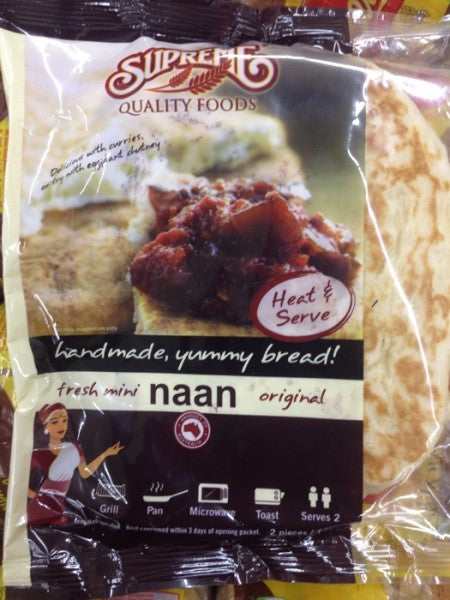 SUPREME
QUALITY FOODS
Delicious with curries,
or try with eggplant chutney
Heat &
Serve
handmade, yummy bread!
fresh mini naan original
Grill Pan Microwave Toast Serves 2
Best consumed within 3 days of opening packet. 2 pieces